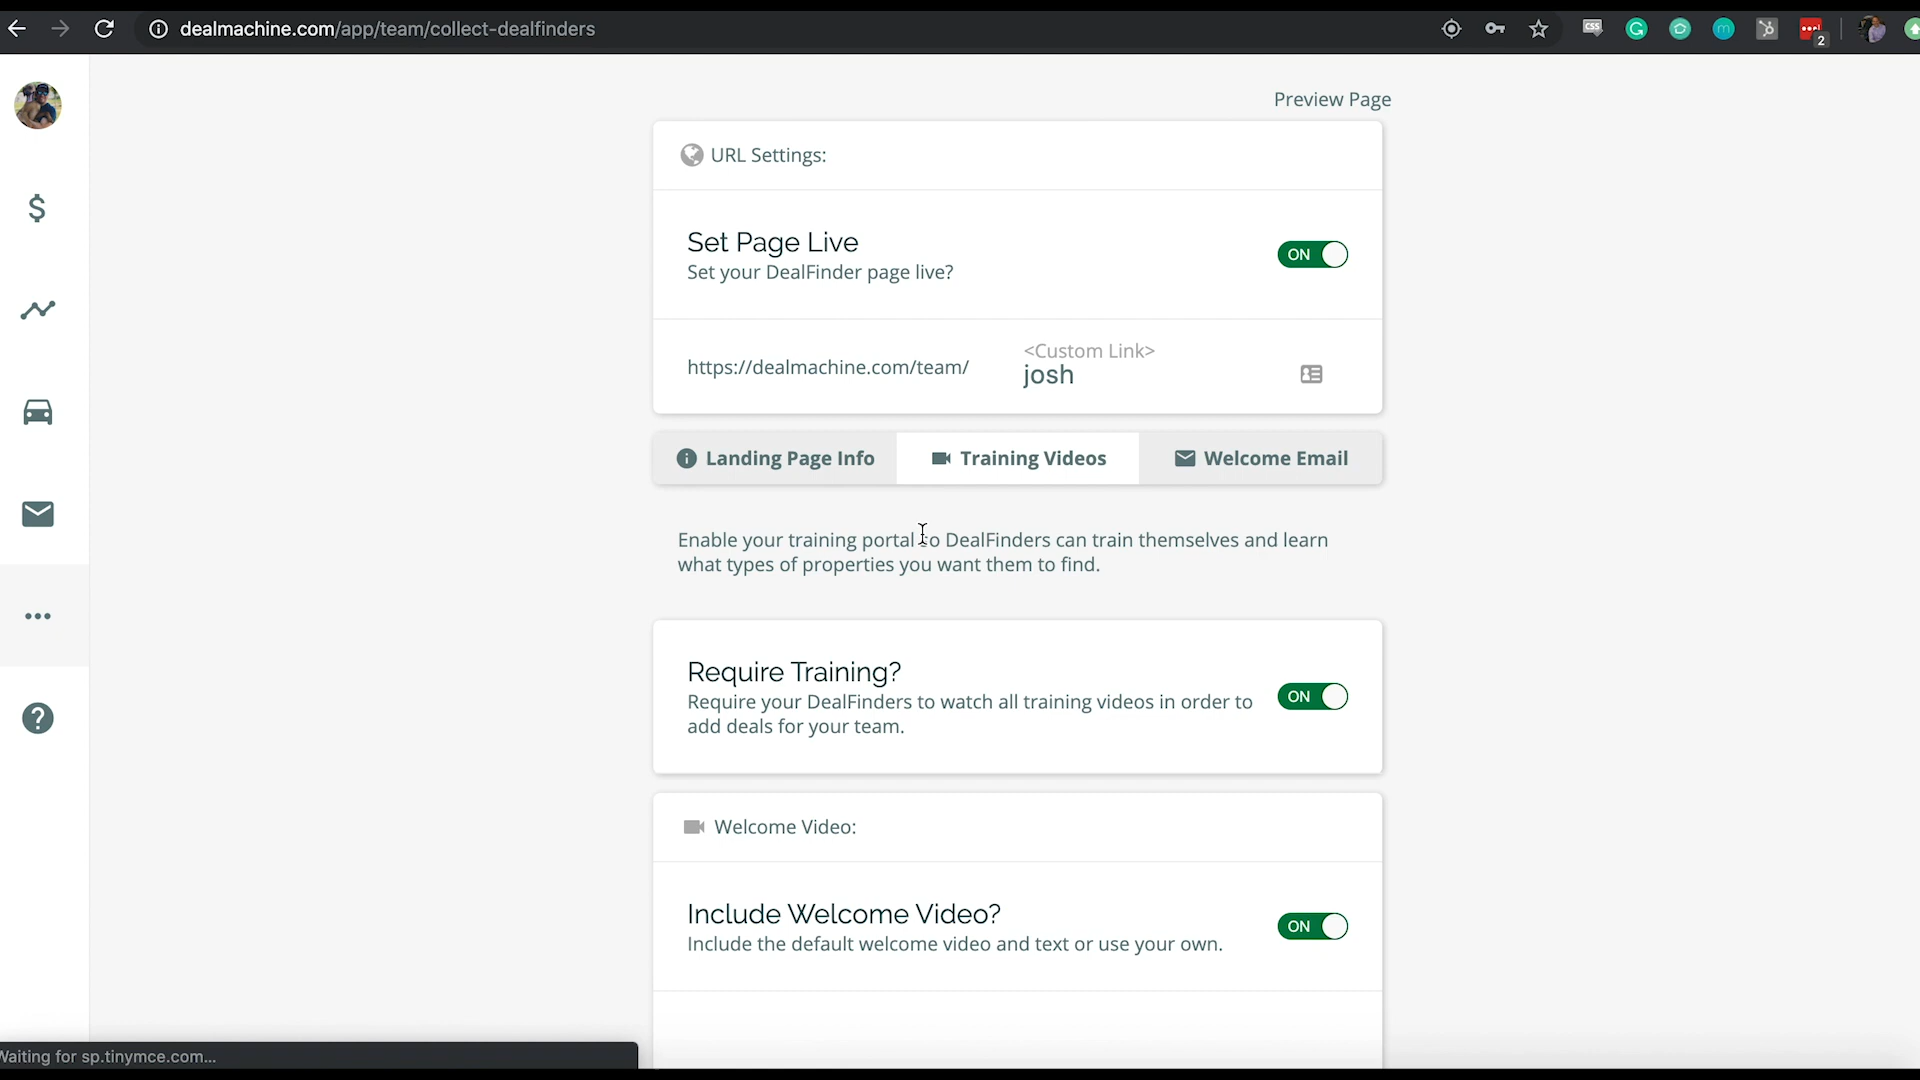 dealmachine.com/app/team/collect-dealfinders
CSS
2
Preview Page
URL Settings:
Set Page Live
Set your DealFinder page live?
ON
<Custom Link>
https://dealmachine.com/team/
josh
Landing Page Info
Training Videos
Welcome Email
Enable your training portal so DealFinders can train themselves and learn
what types of properties you want them to find.
Require Training?
Require your DealFinders to watch all training videos in order to
add deals for your team.
ON
Welcome Video:
Include Welcome Video?
Include the default welcome video and text or use your own.
ON
Waiting for sp.tinymce.com...